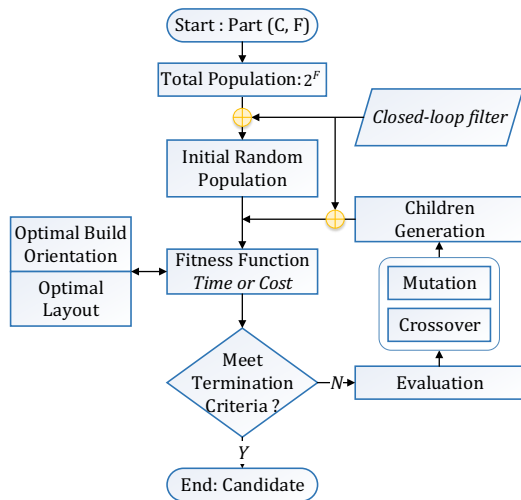 Start : Part (C, F)
Total Population: 2^F
Closed-loop filter
Initial Random
Population
Children
Generation
Optimal Build
Orientation
Optimal
Layout
Fitness Function
Time or Cost
Mutation
Crossover
Meet
Termination
Criteria ?
N
Evaluation
Y
End: Candidate